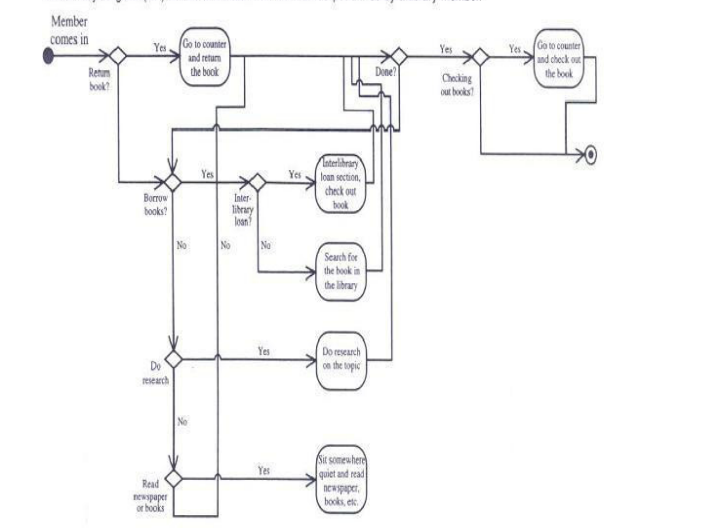 Member
comes in
Yes
Go to counter
and return
the book
Return
book?
Done?
Yes
Checking
out books?
Yes
Go to counter
and check out
the book
Borrow
books?
Yes
Inter-
library
loan?
Yes
Interlibrary
loan section,
check out
book
No
No
No
Search for
the book in
the library
Do
research
Yes
Do research
on the topic
No
Read
newspaper
or books
Yes
Sit somewhere
quiet and read
newspaper,
books, etc.